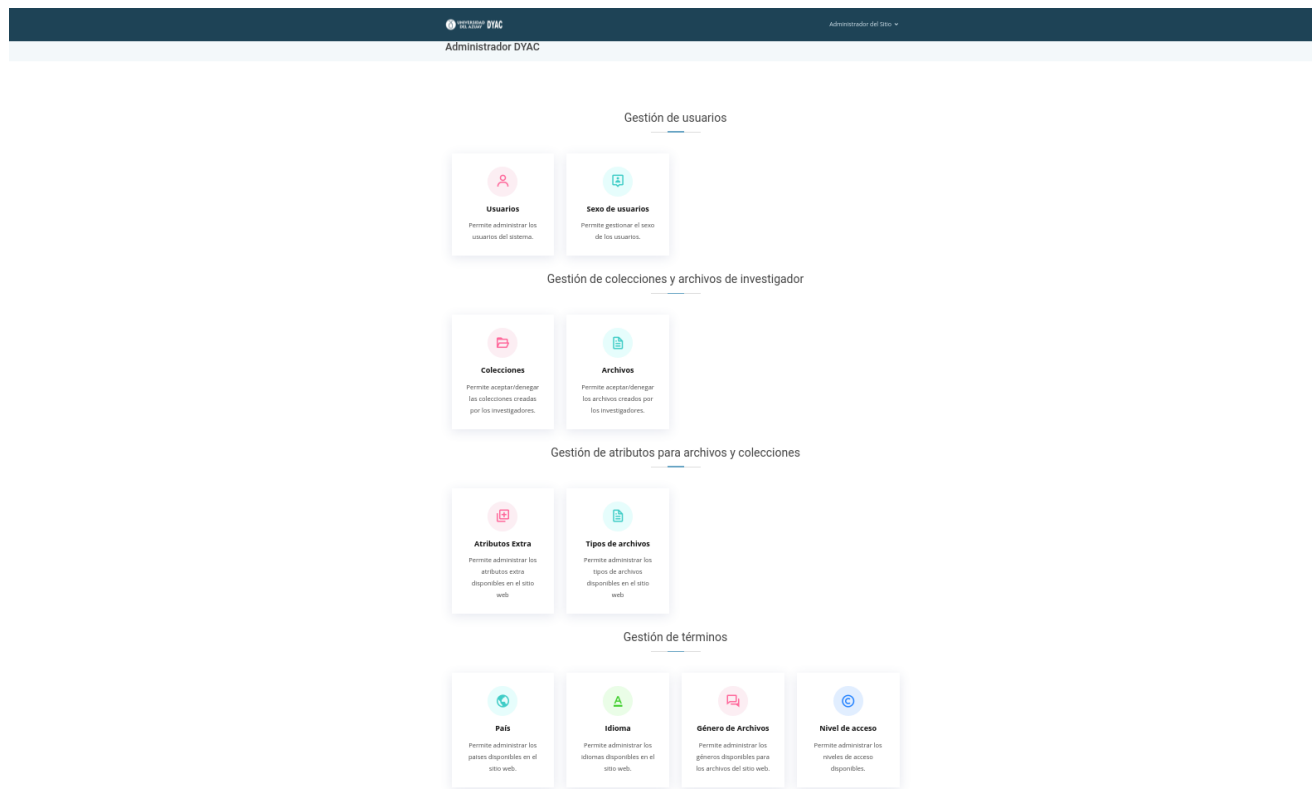 UNIVERSIDAD DEL AZUAY DYAC
Administrador del Sitio
Administrador DYAC
Gestión de usuarios
Usuarios
Permite administrar los
usuarios del sistema.
Sexo de usuarios
Permite gestionar el sexo
de los usuarios.
Gestión de colecciones y archivos de investigador
Colecciones
Permite aceptar/denegar
las colecciones creadas
por los investigadores.
Archivos
Permite aceptar/denegar
los archivos creados por
los investigadores.
Gestión de atributos para archivos y colecciones
Atributos Extra
Permite administrar los
atributos extra
disponibles en el sitio
web
Tipos de archivos
Permite administrar los
tipos de archivos
disponibles en el sitio
web
Gestión de términos
País
Permite administrar los
países disponibles en el
sitio web.
Idioma
Permite administrar los
idiomas disponibles en el
sitio web.
Género de Archivos
Permite administrar los
géneros disponibles para
los archivos del sitio web.
Nivel de acceso
Permite administrar los
niveles de acceso
disponibles.